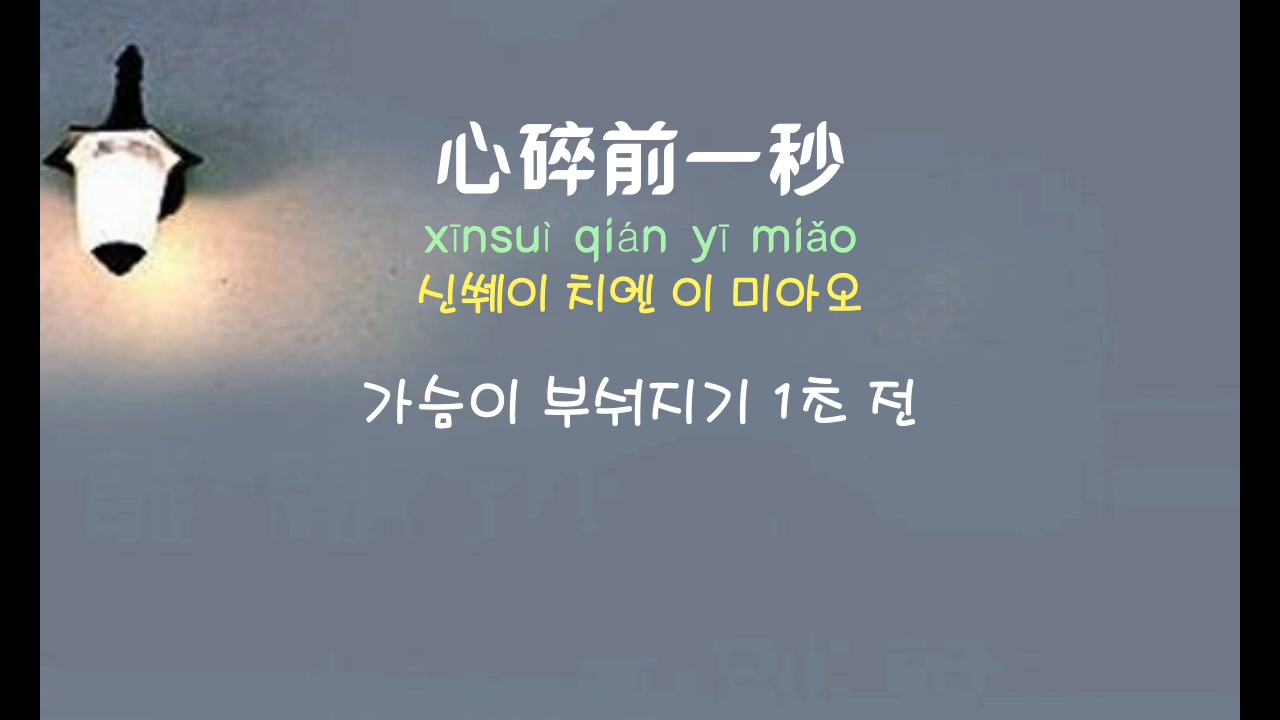 心碎前一秒
xīnsuì qián yī miǎo
신쒜이 치엔 이 미아오
가슴이 부숴지기 1초 전